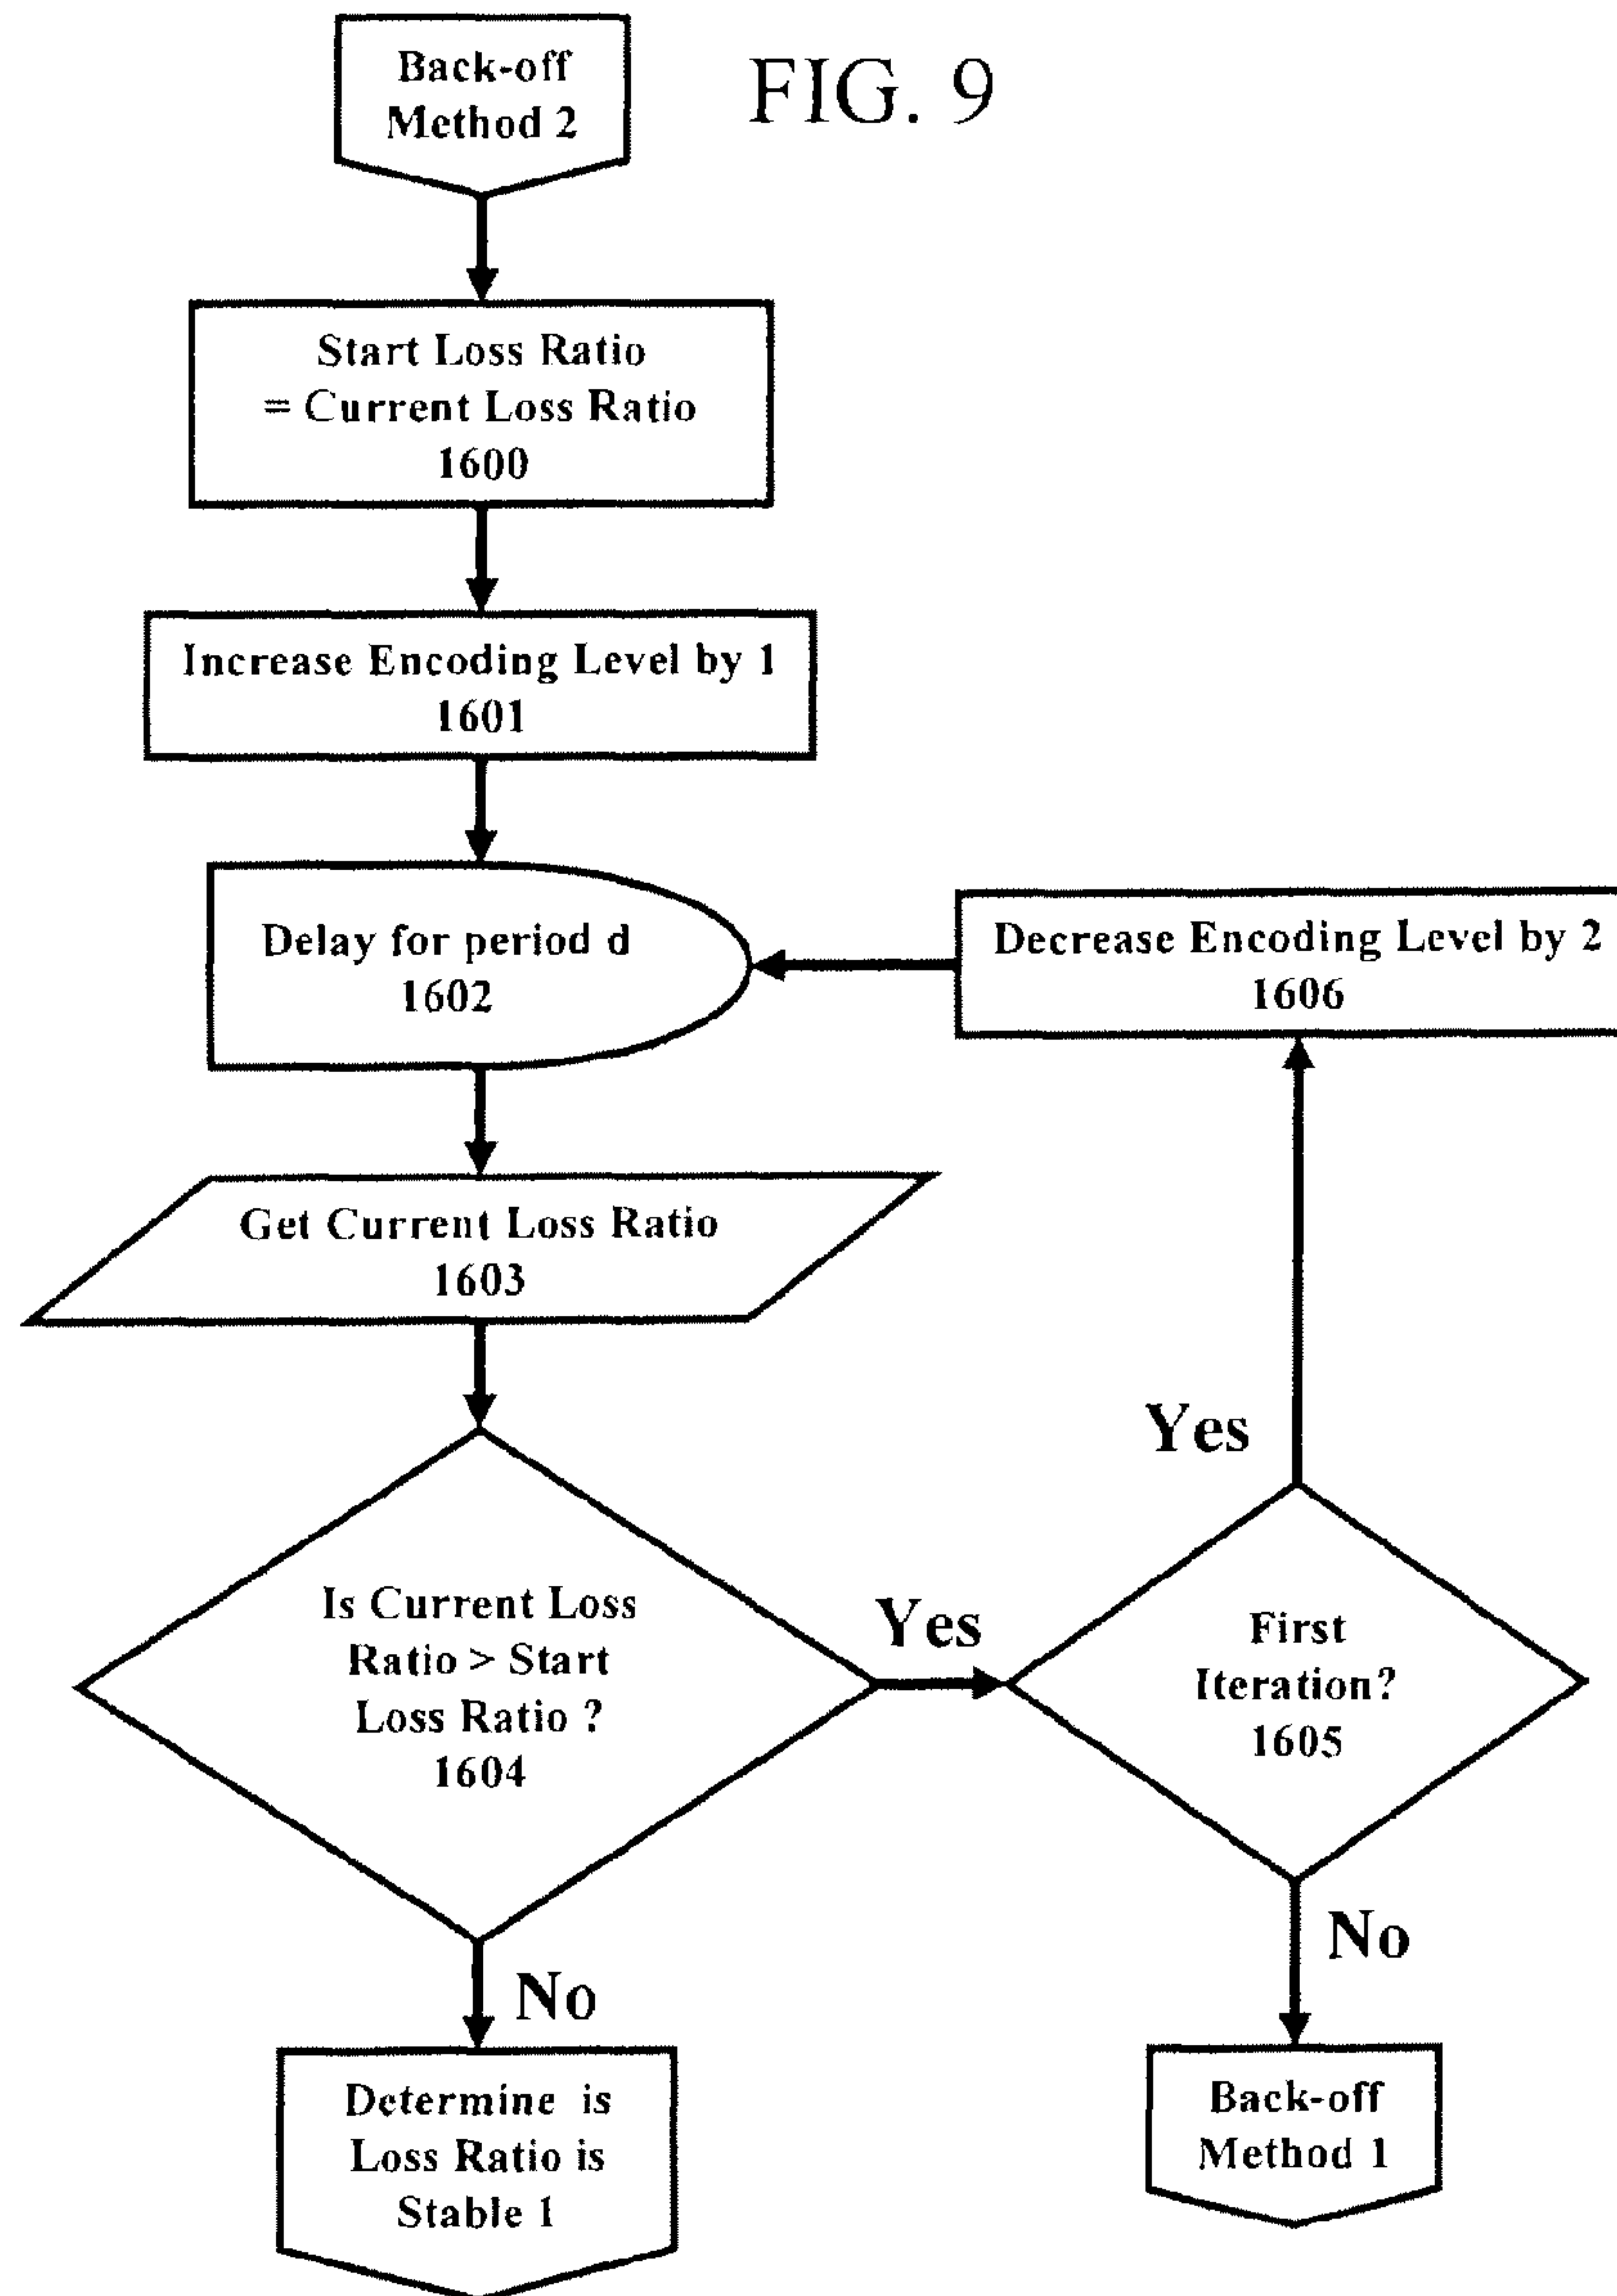 Back-off
Method 2
FIG. 9
Start Loss Ratio
= Current Loss Ratio
1600
Increase Encoding Level by 1
1601
Delay for period d
1602
Decrease Encoding Level by 2
1606
Get Current Loss Ratio
1603
Is Current Loss
Ratio > Start
Loss Ratio ?
1604
Yes
First
Iteration?
1605
Yes
No
Determine is
Loss Ratio is
Stable 1
No
Back-off
Method 1